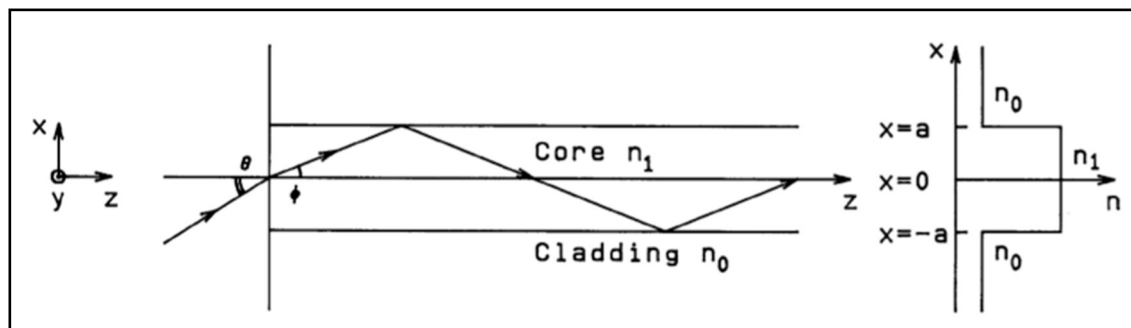 x
y
z
θ
ϕ
Core n₁
z
Cladding n₀
x
n₀
x=a
n₁
x=0
n
x=-a
n₀